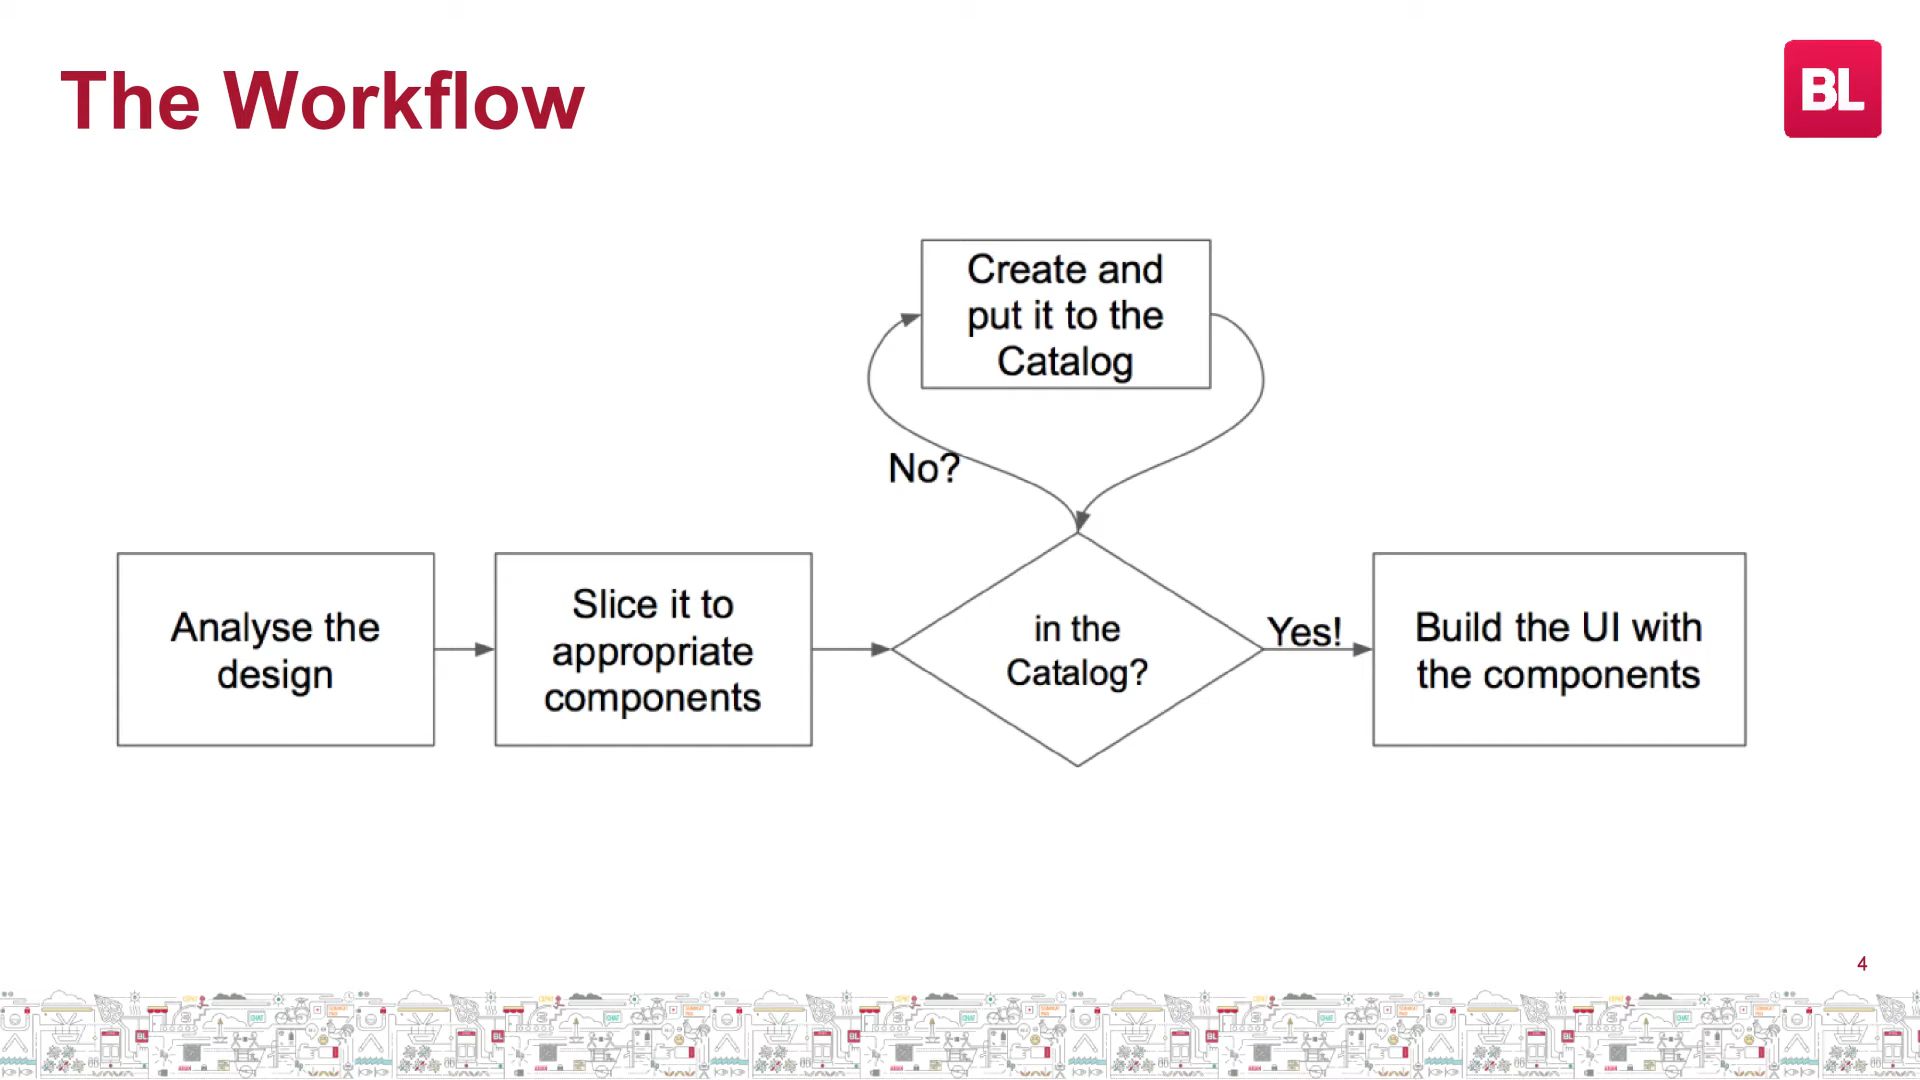 The Workflow
BL
Create and
put it to the
Catalog
No?
Analyse the
design
Slice it to
appropriate
components
in the
Catalog?
Yes!
Build the UI with
the components
4